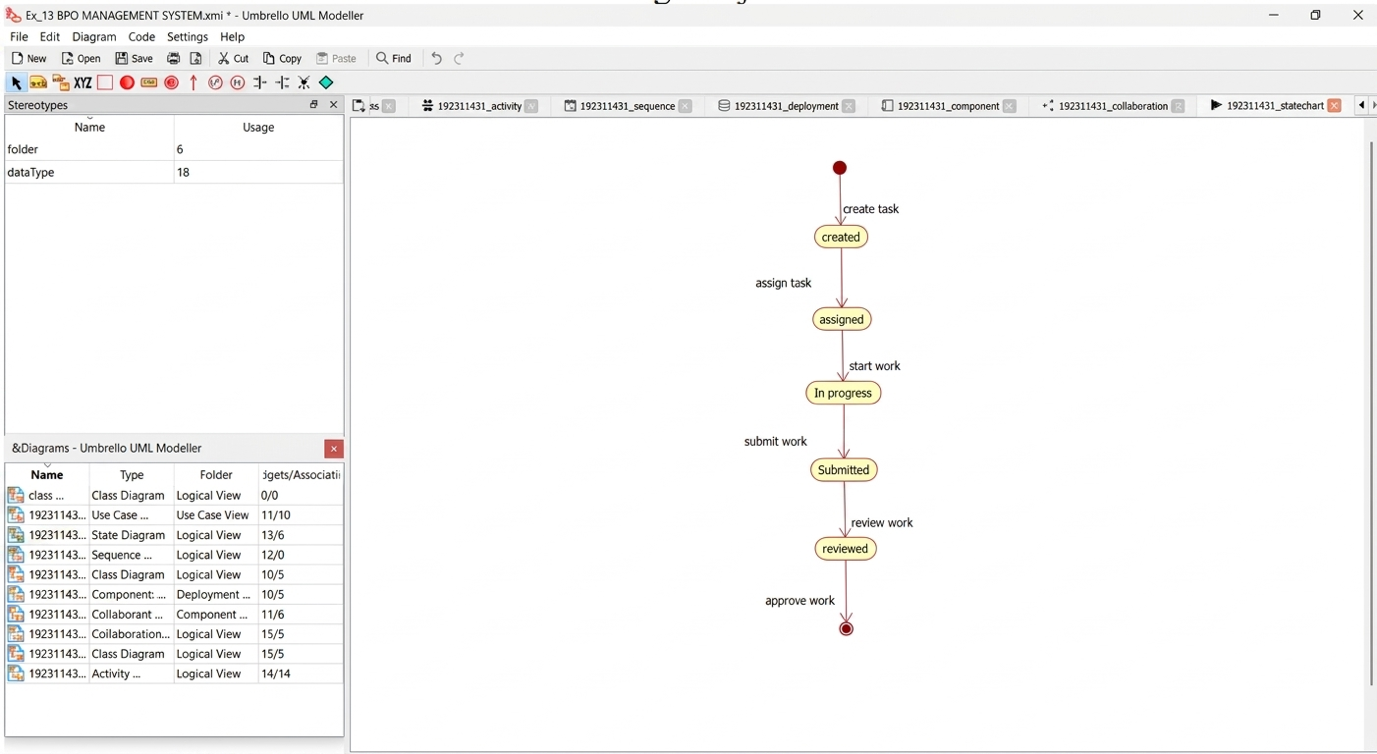 Ex_13 BPO MANAGEMENT SYSTEM.xmi * - Umbrello UML Modeller
File Edit Diagram Code Settings Help
New Open Save Cut Copy Paste Find
XYZ
Stereotypes
ss 192311431_activity 192311431_sequence 192311431_deployment 192311431_component 192311431_collaboration 192311431_statechart
Name Usage
folder 6
dataType 18
create task
created
assign task
assigned
start work
In progress
submit work
Submitted
review work
reviewed
approve work
&Diagrams - Umbrello UML Modeller
Name Type Folder dgets/Associati
class ... Class Diagram Logical View 0/0
19231143... Use Case ... Use Case View 11/10
19231143... State Diagram Logical View 13/6
19231143... Sequence ... Logical View 12/0
19231143... Class Diagram Logical View 10/5
19231143... Component: ... Deployment ... 10/5
19231143... Collaborant ... Component ... 11/6
19231143... Coilaboration... Logical View 15/5
19231143... Class Diagram Logical View 15/5
19231143... Activity ... Logical View 14/14